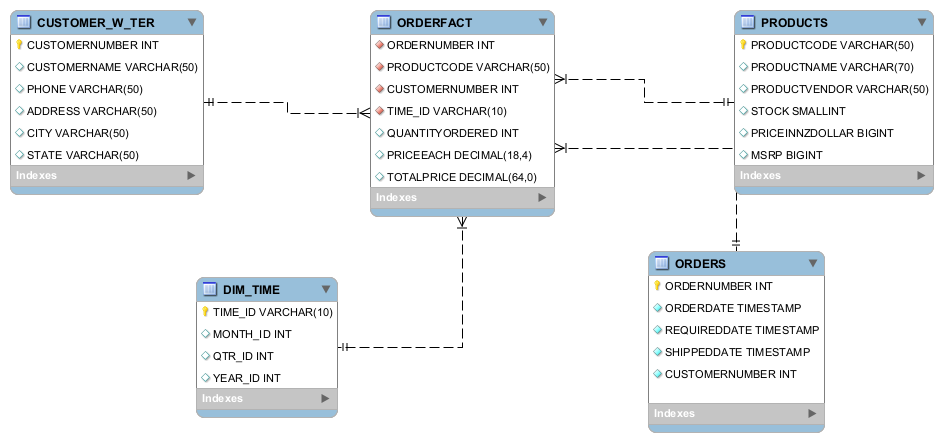 CUSTOMER_W_TER
CUSTOMERNUMBER INT
CUSTOMERNAME VARCHAR(50)
PHONE VARCHAR(50)
ADDRESS VARCHAR(50)
CITY VARCHAR(50)
STATE VARCHAR(50)
Indexes
ORDERFACT
ORDERNUMBER INT
PRODUCTCODE VARCHAR(50)
CUSTOMERNUMBER INT
TIME_ID VARCHAR(10)
QUANTITYORDERED INT
PRICEEACH DECIMAL(18,4)
TOTALPRICE DECIMAL(64,0)
Indexes
PRODUCTS
PRODUCTCODE VARCHAR(50)
PRODUCTNAME VARCHAR(70)
PRODUCTVENDOR VARCHAR(50)
STOCK SMALLINT
PRICEINNZDOLLAR BIGINT
MSRP BIGINT
Indexes
DIM_TIME
TIME_ID VARCHAR(10)
MONTH_ID INT
QTR_ID INT
YEAR_ID INT
Indexes
ORDERS
ORDERNUMBER INT
ORDERDATE TIMESTAMP
REQUIREDDATE TIMESTAMP
SHIPPEDDATE TIMESTAMP
CUSTOMERNUMBER INT
Indexes